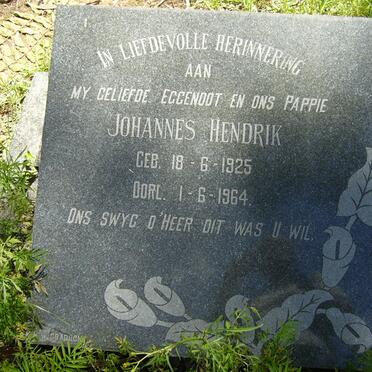 IN LIEFDEVOLLE HERINNERING
AAN
MY GELIEFDE EGGENOOT EN ONS PAPPIE
JOHANNES HENDRIK
GEB. 18-6-1925
OORL. 1-6-1964.
ONS SWYG O'HEER DIT WAS U WIL.